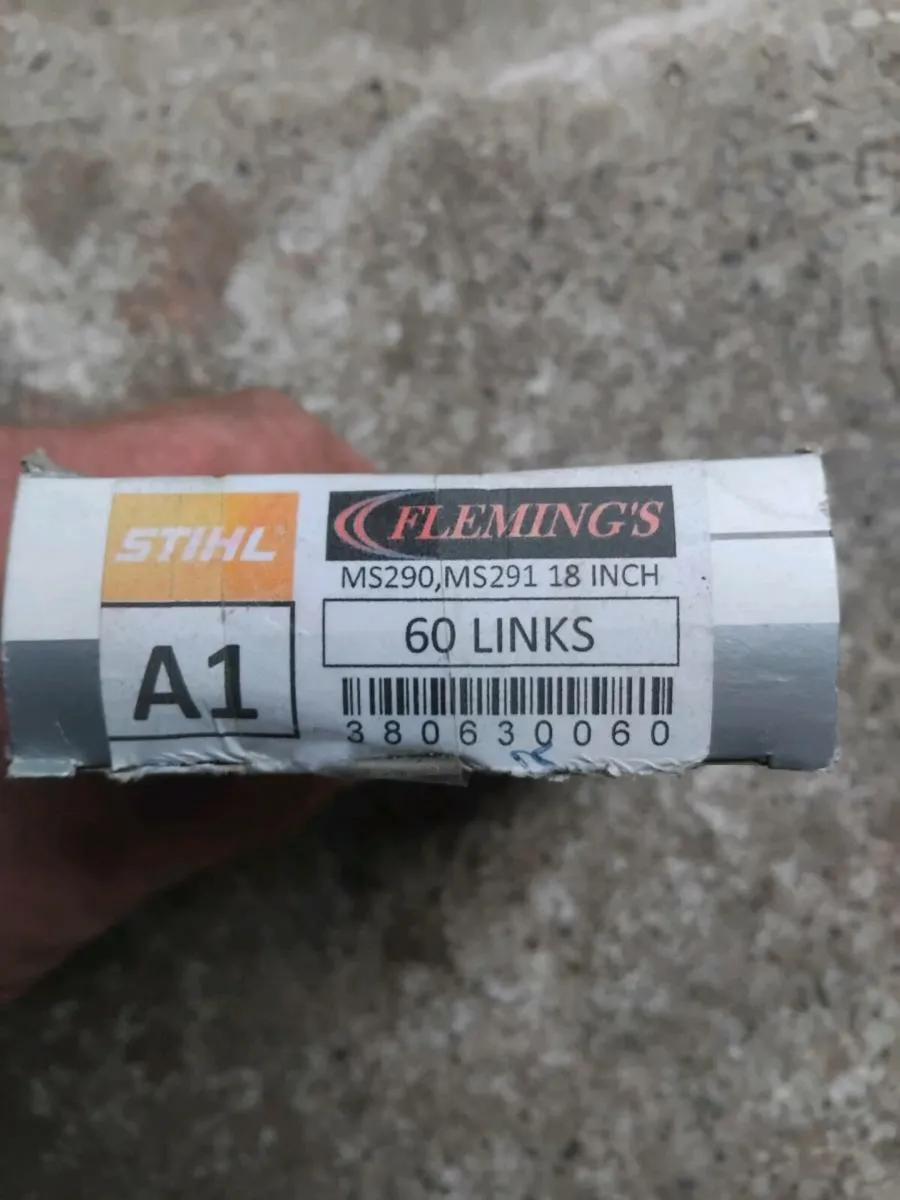 STIHL®
A1
FLEMING'S
MS290,MS291 18 INCH
60 LINKS
380630060